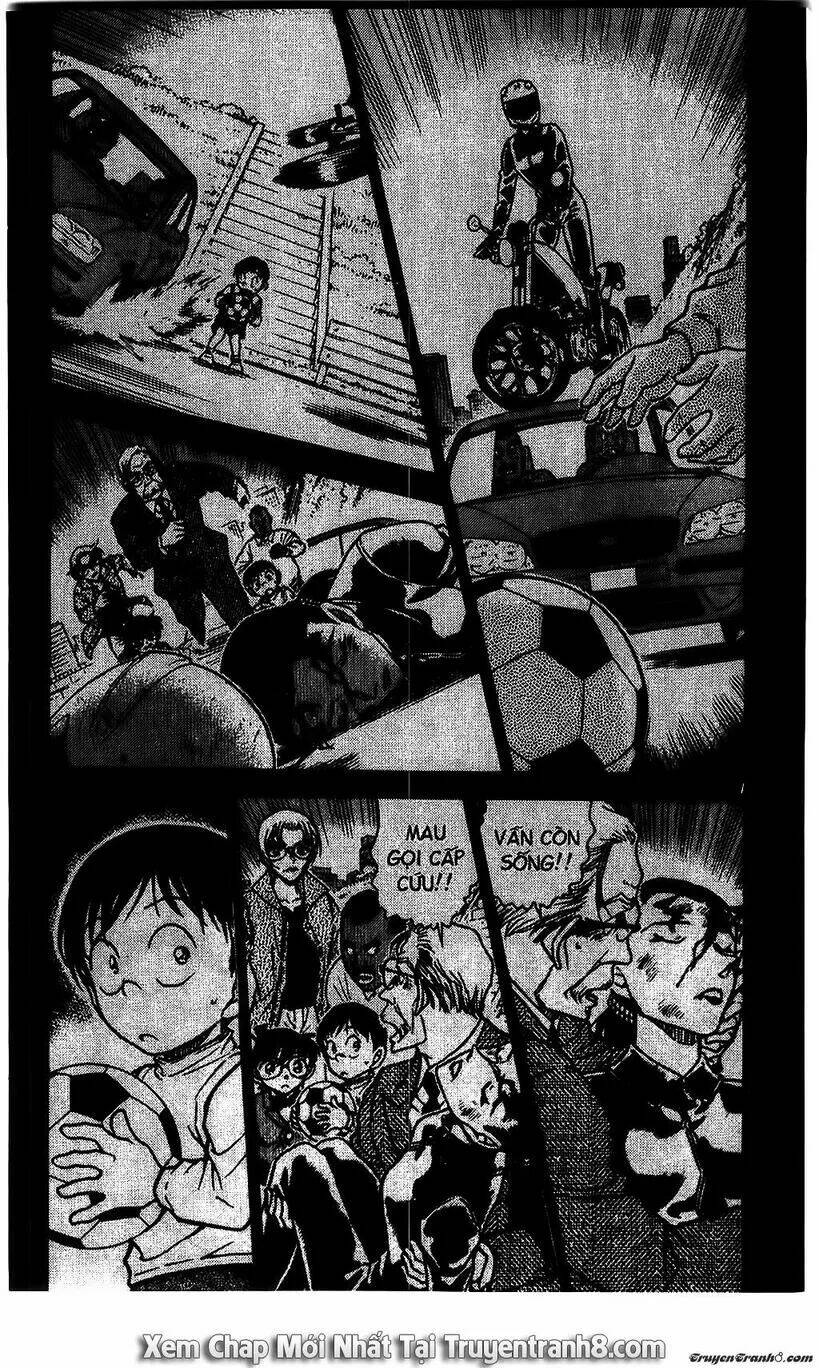 VẪN CÒN
SỐNG!!
MAU
GỌI CẤP
CỨU!!
Xem Chap Mới Nhất Tại Truyentranh8.com
TruyenTranh8.com